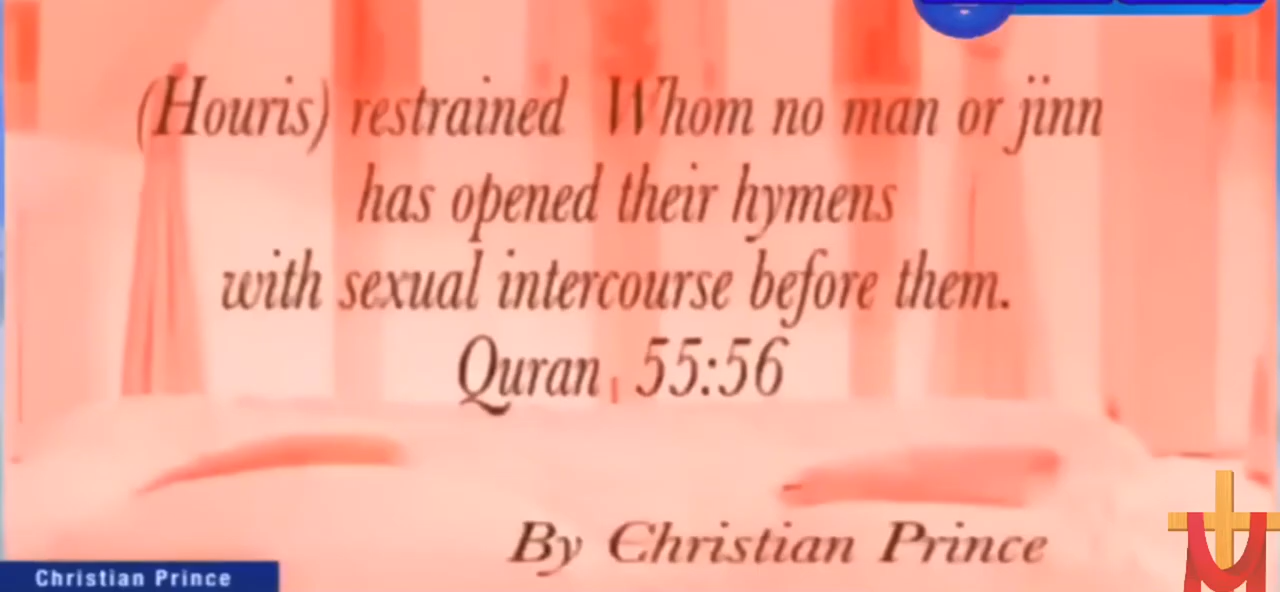 (Houris) restrained Whom no man or jinn
has opened their hymens
with sexual intercourse before them.
Quran 55:56
By Christian Prince
Christian Prince